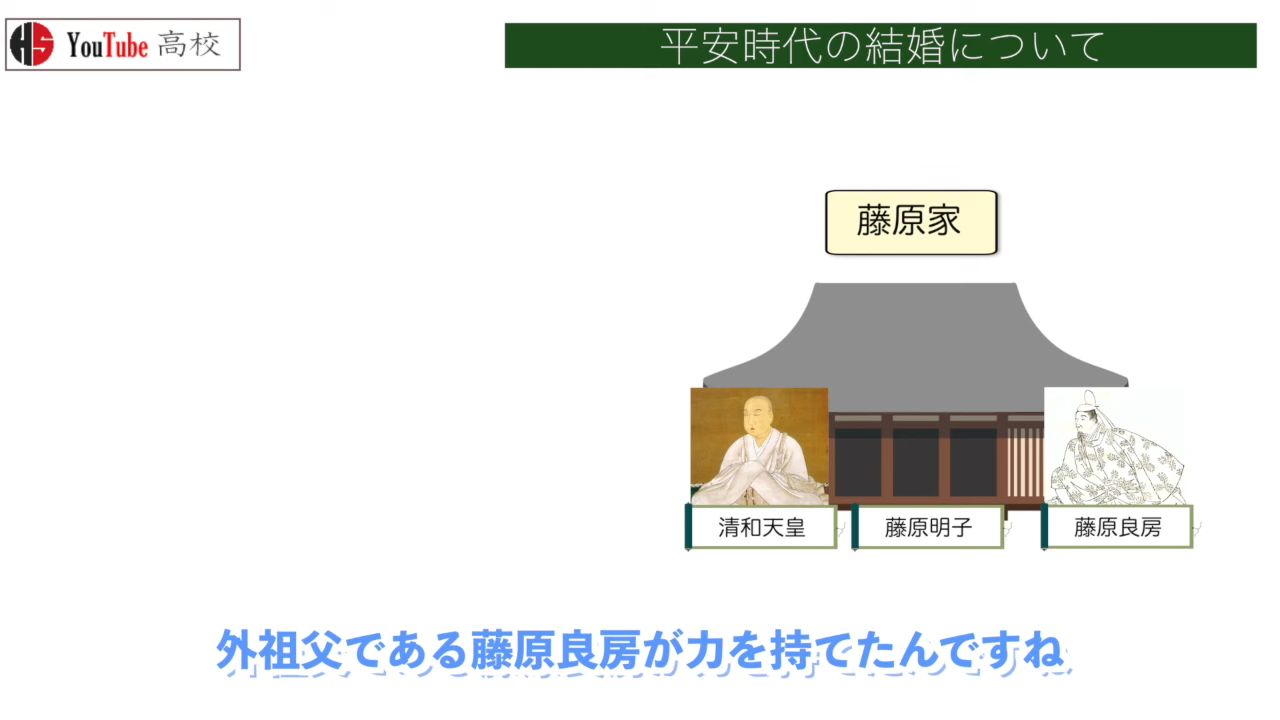 YouTube 高校
平安時代の結婚について
藤原家
清和天皇
藤原明子
藤原良房
外祖父である藤原良房が力を持てたんですね